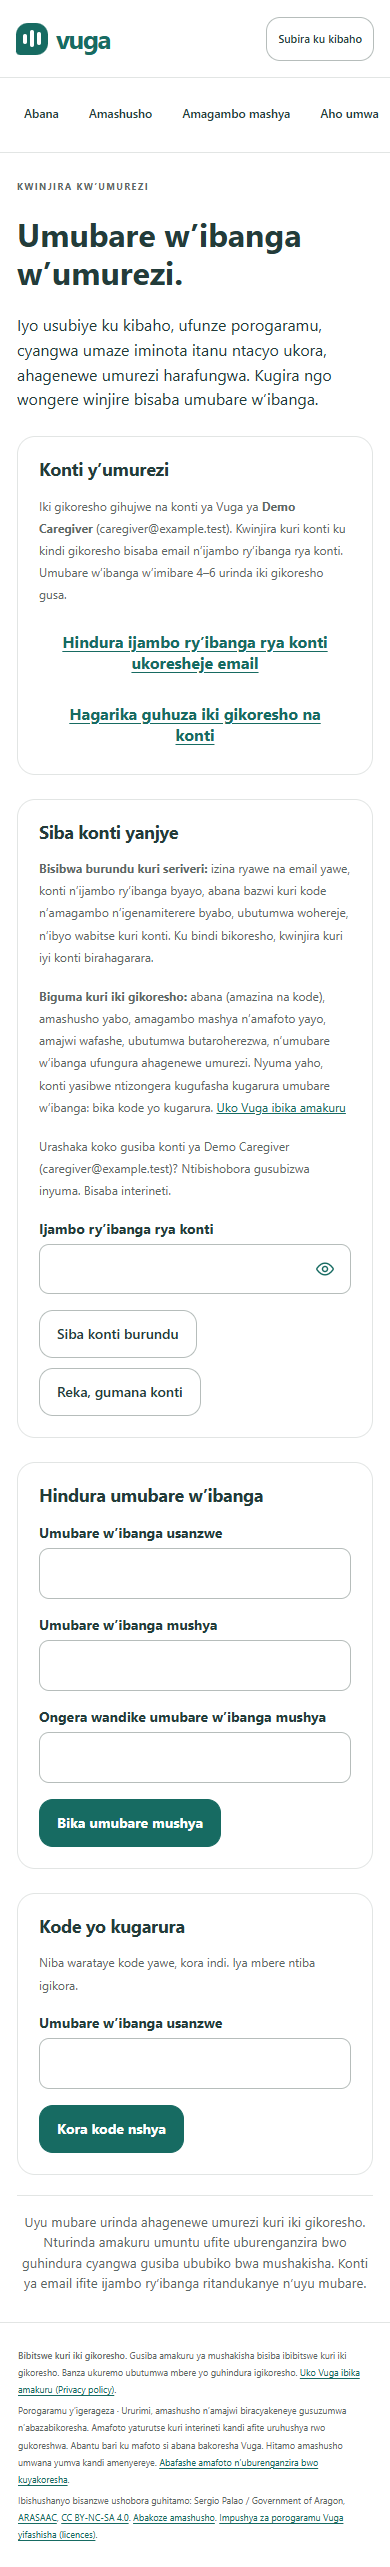 vuga
Subira ku kibaho
Abana Amashusho Amagambo mashya Aho umwa
KWINJIRA KW'UMUREZI
Umubare w'ibanga
w'umurezi.
Iyo usubiye ku kibaho, ufunze porogaramu,
cyangwa umaze iminota itanu ntacyo ukora,
ahagenewe umurezi harafungwa. Kugira ngo
wongere winjire bisaba umubare w'ibanga.
Konti y'umurezi
Iki gikoresho gihujwe na konti ya Vuga ya Demo
Caregiver (caregiver@example.test). Kwinjira kuri konti ku
kindi gikoresho bisaba email n'ijambo ry'ibanga rya konti.
Umubare w'ibanga w'imibare 4–6 urinda iki gikoresho
gusa.
Hindura ijambo ry'ibanga rya konti
ukoresheje email
Hagarika guhuza iki gikoresho na
konti
Siba konti yanjye
Bisibwa burundu kuri seriveri: izina ryawe na email yawe,
konti n'ijambo ry'ibanga byayo, abana bazwi kuri kode
n'amagambo n'igenamiterere byabo, ubutumwa wohereje,
n'ibyo wabitse kuri konti. Ku bindi bikoresho, kwinjira kuri
iyi konti birahagarara.
Biguma kuri iki gikoresho: abana (amazina na kode),
amashusho yabo, amagambo mashya n'amafoto yayo,
amajwi wafashe, ubutumwa butaroherezwa, n'umubare
w'ibanga ufungura ahagenewe umurezi. Nyuma yaho,
konti yasibwe ntizongera kugufasha kugarura umubare
w'ibanga: bika kode yo kugarura. Uko Vuga ibika amakuru
Urashaka koko gusiba konti ya Demo Caregiver
(caregiver@example.test)? Ntibishobora gusubizwa
inyuma. Bisaba interineti.
Ijambo ry'ibanga rya konti
Siba konti burundu
Reka, gumana konti
Hindura umubare w'ibanga
Umubare w'ibanga usanzwe
Umubare w'ibanga mushya
Ongera wandike umubare w'ibanga mushya
Bika umubare mushya
Kode yo kugarura
Niba warataye kode yawe, kora indi. Iya mbere ntiba
igikora.
Umubare w'ibanga usanzwe
Kora kode nshya
Uyu mubare urinda ahagenewe umurezi kuri iki gikoresho.
Nturinda amakuru umuntu ufite uburenganzira bwo
guhindura cyangwa gusiba ububiko bwa mushakisha. Konti
ya email ifite ijambo ry'ibanga ritandukanye n'uyu mubare.
Bibitswe kuri iki gikoresho. Gusiba amakuru ya mushakisha bisiba ibibitswe kuri iki
gikoresho. Banza ukuremo ubutumwa mbere yo guhindura igikoresho. Uko Vuga ibika
amakuru (Privacy policy).
Porogaramu y'igerageza · Ururimi, amashusho n'amajwi biracyakeneye gusuzumwa
n'abazabikoresha. Amafoto yaturutse kuri interineti kandi afite uruhushya rwo
gukoreshwa. Abantu bari ku mafoto si abana bakoresha Vuga. Hitamo amashusho
umwana yumva kandi amenyereye. Abafashe amafoto n'uburenganzira bwo
kuyakoresha.
Ibishushanyo bisanzwe ushobora guhitamo: Sergio Palao / Government of Aragon,
ARASAAC, CC BY-NC-SA 4.0. Abakoze amashusho. Impushya za porogaramu Vuga
yifashisha (licences).